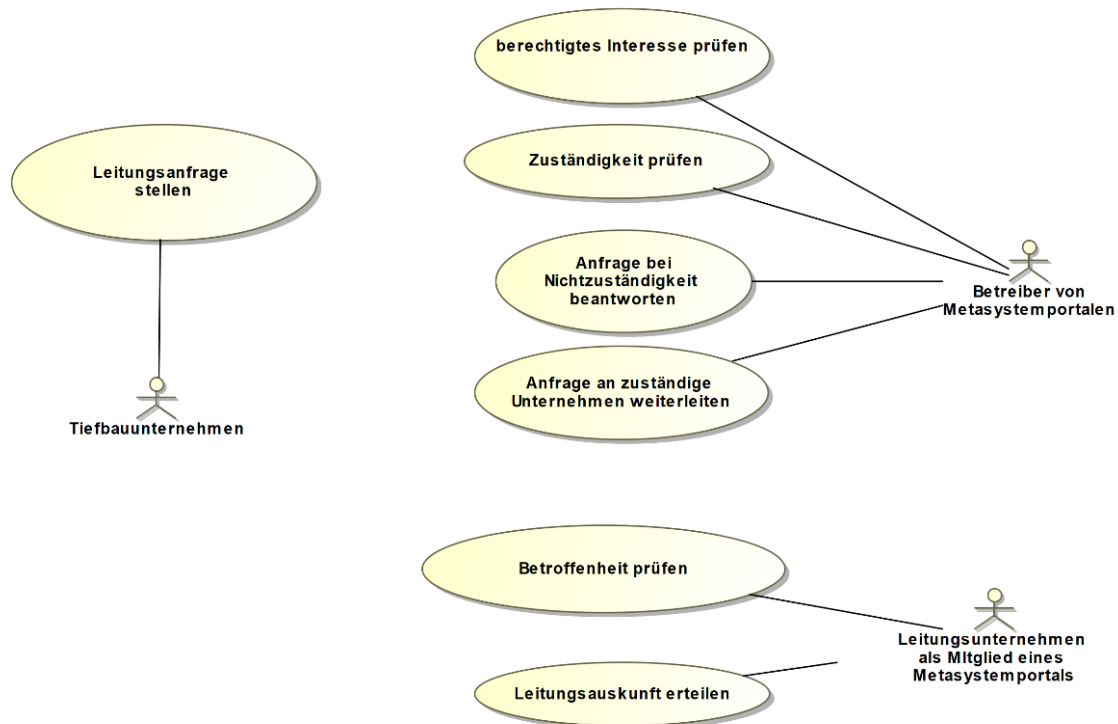 berechtigtes Interesse prüfen
Leitungsanfrage
stellen
Zuständigkeit prüfen
Anfrage bei
Nichtzuständigkeit
beantworten
Betreiber von
Metasystemportalen
Anfrage an zuständige
Unternehmen weiterleiten
Tiefbauunternehmen
Betroffenheit prüfen
Leitungsunternehmen
als MItglied eines
Metasystemportals
Leitungsauskunft erteilen